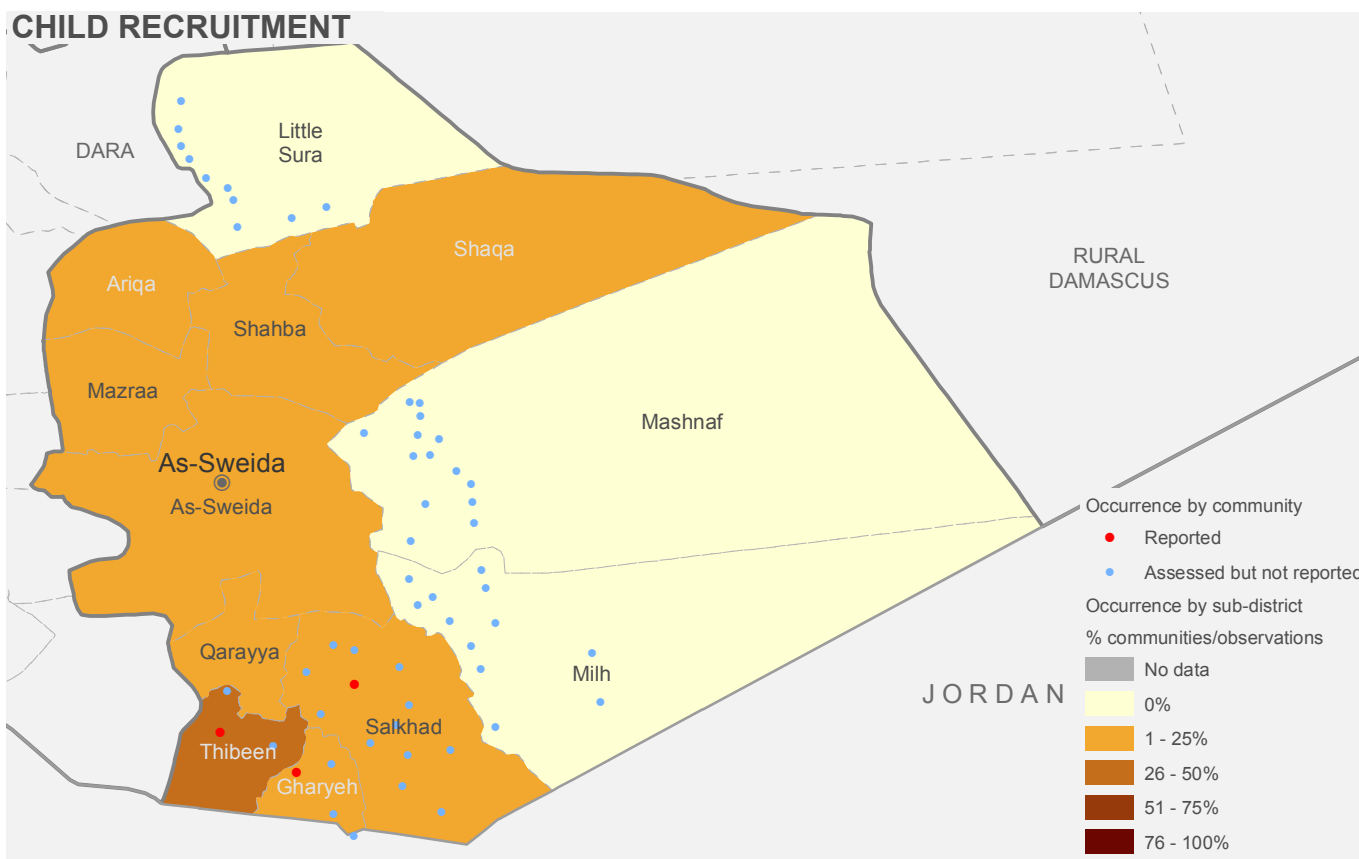 CHILD RECRUITMENT
DARA
Little
Sura
Shaqa
RURAL
DAMASCUS
Ariqa
Shahba
Mazraa
Mashnaf
As-Sweida
As-Sweida
Qarayya
Milh
JORDAN
Salkhad
Thibeen
Gharyeh
Occurrence by community
Reported
Assessed but not reported
Occurrence by sub-district
% communities/observations
No data
0%
1 - 25%
26 - 50%
51 - 75%
76 - 100%